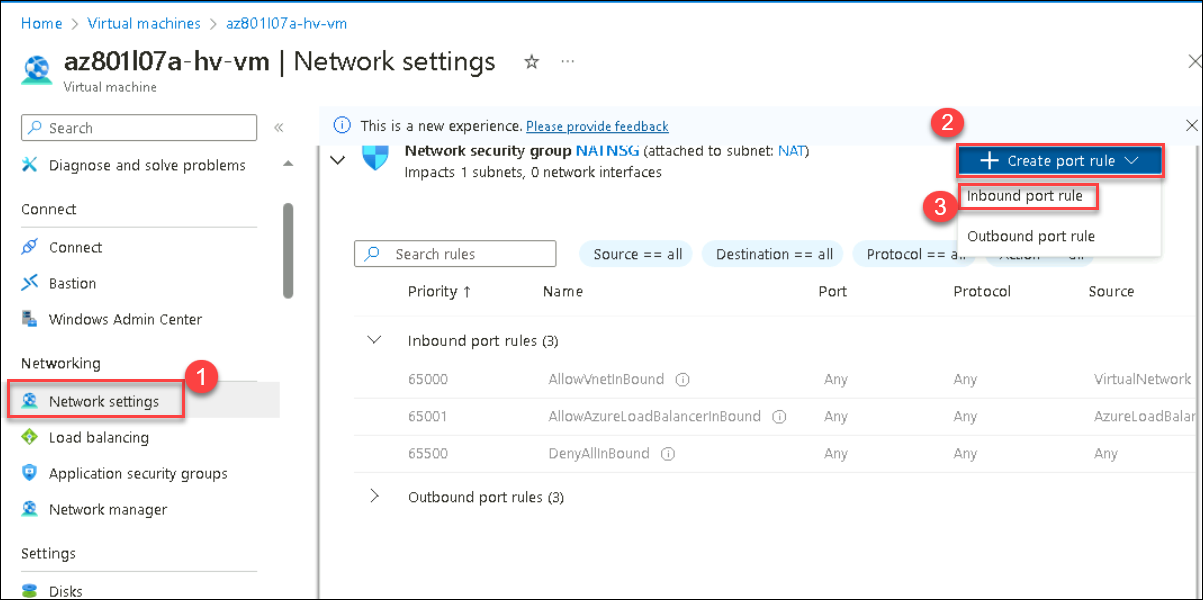 Home > Virtual machines > az801l07a-hv-vm
az801l07a-hv-vm | Network settings ☆ ...
Virtual machine
Search «
Diagnose and solve problems
Connect
Connect
Bastion
Windows Admin Center
Networking
1
Network settings
Load balancing
Application security groups
Network manager
Settings
Disks
This is a new experience. Please provide feedback
2
Network security group NATNSG (attached to subnet: NAT)
Impacts 1 subnets, 0 network interfaces
+ Create port rule
3
Inbound port rule
Outbound port rule
Search rules Source == all Destination == all Protocol == all
Priority ↑ Name Port Protocol Source
Inbound port rules (3)
65000 AllowVnetInBound Any Any VirtualNetwork
65001 AllowAzureLoadBalancerInBound Any Any AzureLoadBalan
65500 DenyAllInBound Any Any Any
Outbound port rules (3)